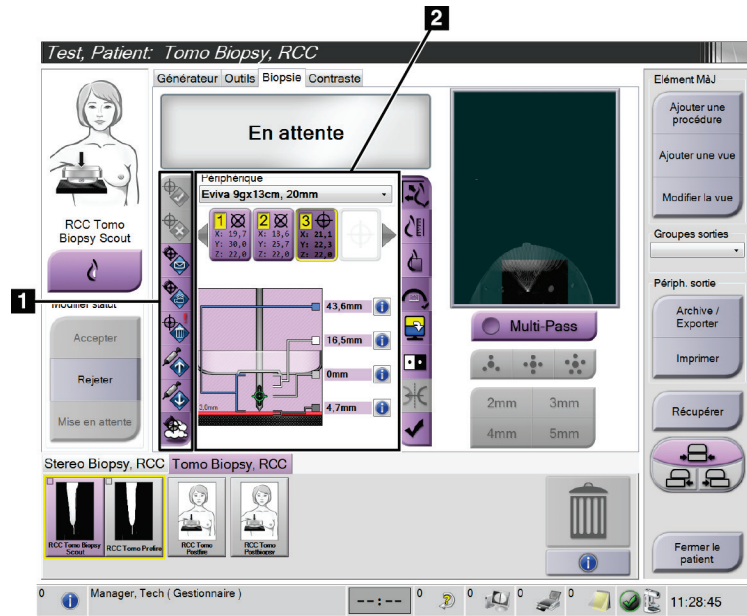 2
Test, Patient: Tomo Biopsy, RCC
Générateur Outils Biopsie Contraste
Elément MàJ
Ajouter une
procédure
Ajouter une vue
Modifier la vue
Groupes sorties
Périph. sortie
Archive /
Exporter
Imprimer
Récupérer
Fermer le
patient
RCC Tomo
Biopsy Scout
1
Modifier statut
Accepter
Rejeter
Mise en attente
En attente
Périphérique
Eviva 9gx13cm, 20mm
1
X: 19,7
Y: 30,0
Z: 22,0
2
X: 13,6
Y: 25,7
Z: 22,0
3
X: 21,1
Y: 22,3
Z: 22,0
43,6mm
16,5mm
0mm
4,7mm
Multi-Pass
2mm 3mm
4mm 5mm
Stereo Biopsy, RCC Tomo Biopsy, RCC
RCC Tomo Biopsy
Scout
RCC Tomo Prefire
RCC Tomo
Postfire
RCC Tomo
Postbiopsy
0 Manager, Tech ( Gestionnaire ) --:-- 0 0 0 0 11:28:45